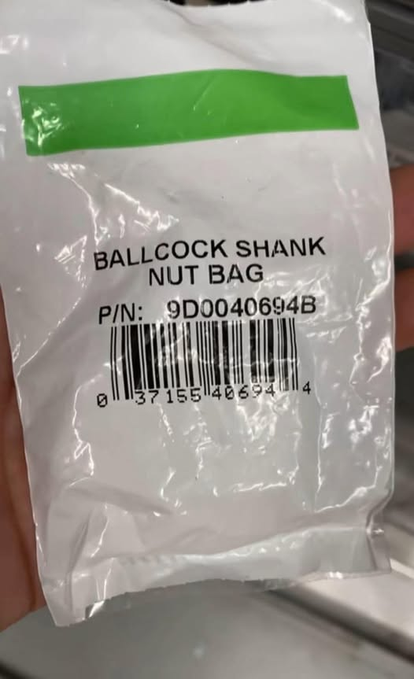 BALLCOCK SHANK
NUT BAG
P/N: 9D0040694B
0 37155 40694 4